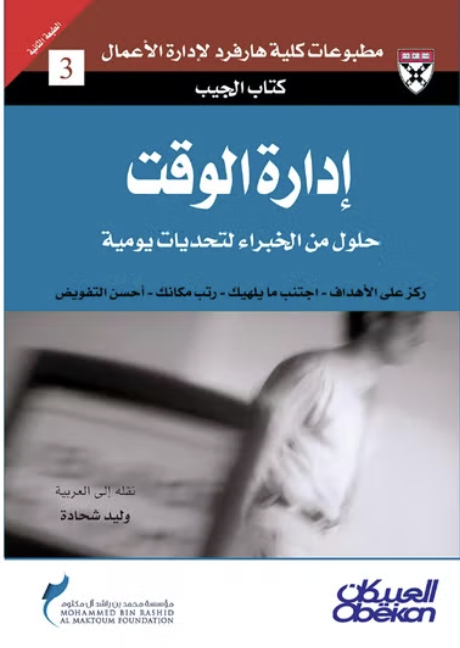 الطبعة الثانية
3
مطبوعات كلية هارفرد لإدارة الأعمال
كتاب الجيب
إدارة الوقت
حلول من الخبراء لتحديات يومية
ركز على الأهداف - اجتنب ما يلهيك - رتب مكانك - أحسن التفويض
نقله إلى العربية
وليد شحادة
مؤسسة محمد بن راشد آل مكتوم
MOHAMMED BIN RASHID
AL MAKTOUM FOUNDATION
العبيكان
Obekan